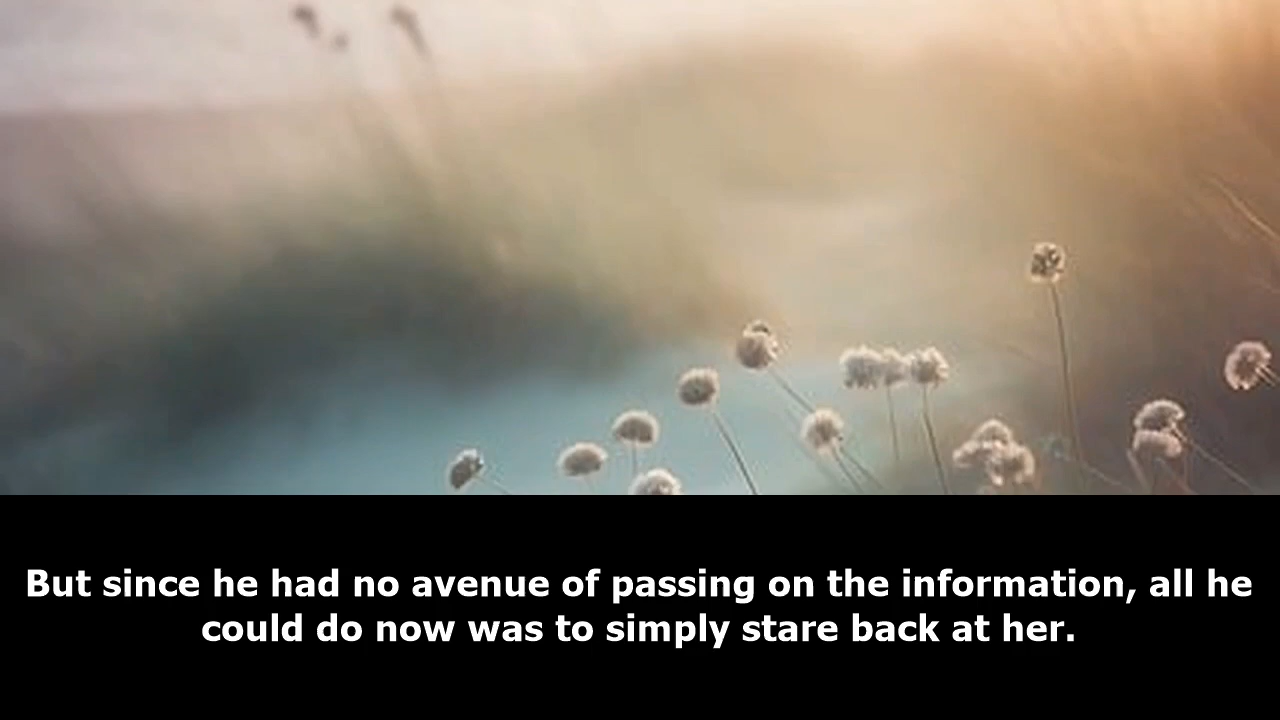 But since he had no avenue of passing on the information, all he
could do now was to simply stare back at her.